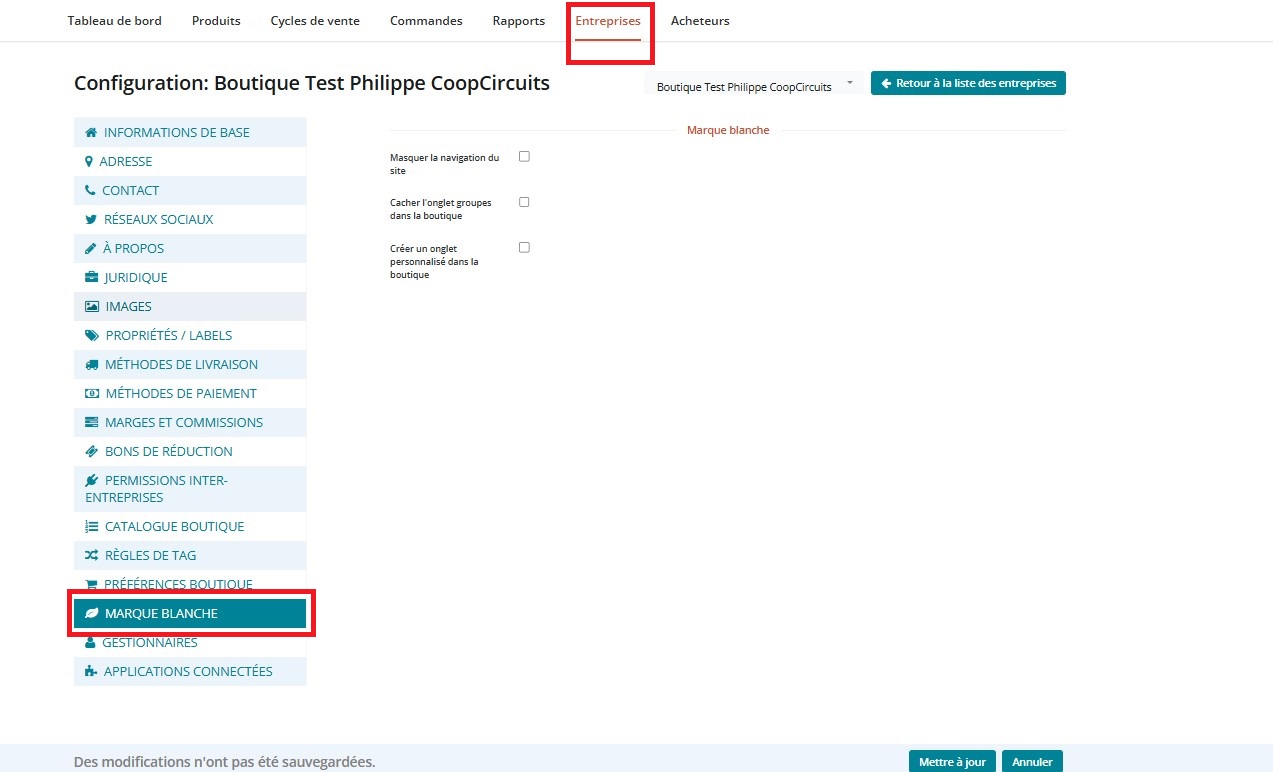 Tableau de bord Produits Cycles de vente Commandes Rapports Entreprises Acheteurs
Configuration: Boutique Test Philippe CoopCircuits
Boutique Test Philippe CoopCircuits
Retour à la liste des entreprises
INFORMATIONS DE BASE
ADRESSE
CONTACT
RÉSEAUX SOCIAUX
À PROPOS
JURIDIQUE
IMAGES
PROPRIÉTÉS / LABELS
MÉTHODES DE LIVRAISON
MÉTHODES DE PAIEMENT
MARGES ET COMMISSIONS
BONS DE RÉDUCTION
PERMISSIONS INTER-
ENTREPRISES
CATALOGUE BOUTIQUE
RÈGLES DE TAG
PRÉFÉRENCES BOUTIQUE
MARQUE BLANCHE
GESTIONNAIRES
APPLICATIONS CONNECTÉES
Marque blanche
Masquer la navigation du
site
Cacher l'onglet groupes
dans la boutique
Créer un onglet
personnalisé dans la
boutique
Des modifications n'ont pas été sauvegardées.
Mettre à jour
Annuler